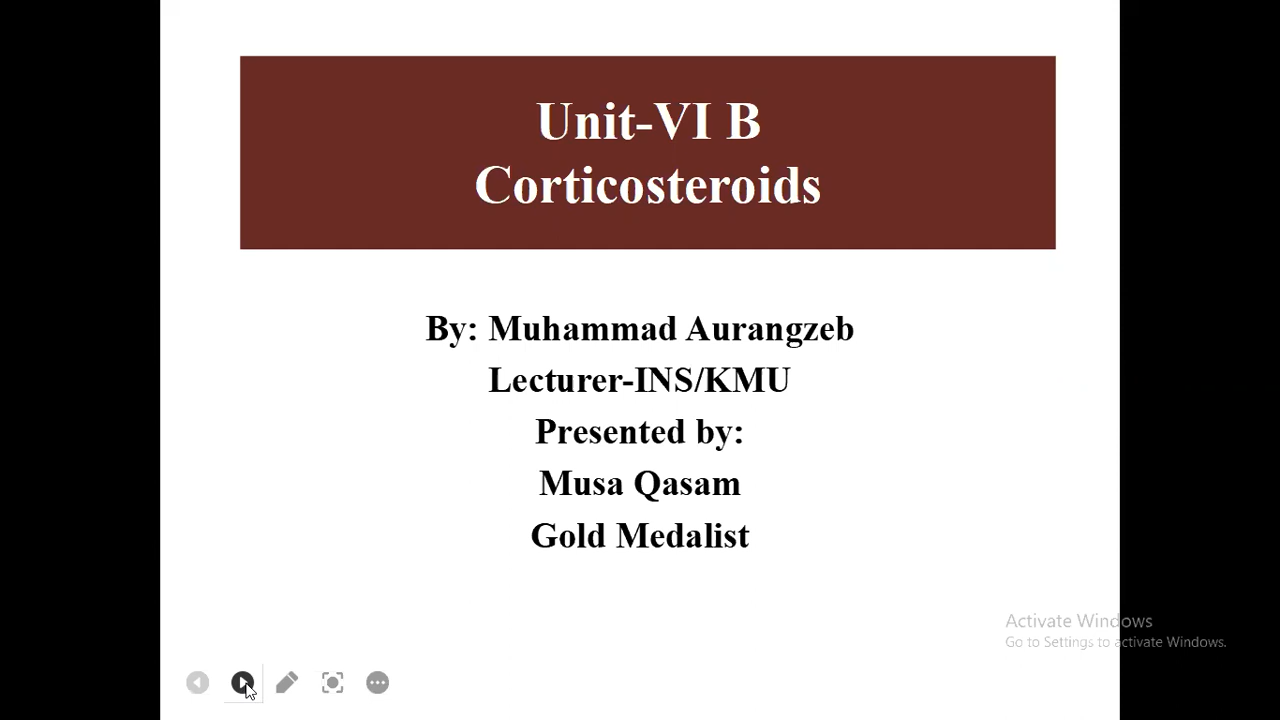 Unit-VI B
Corticosteroids
By: Muhammad Aurangzeb
Lecturer-INS/KMU
Presented by:
Musa Qasam
Gold Medalist
Activate Windows
Go to Settings to activate Windows.